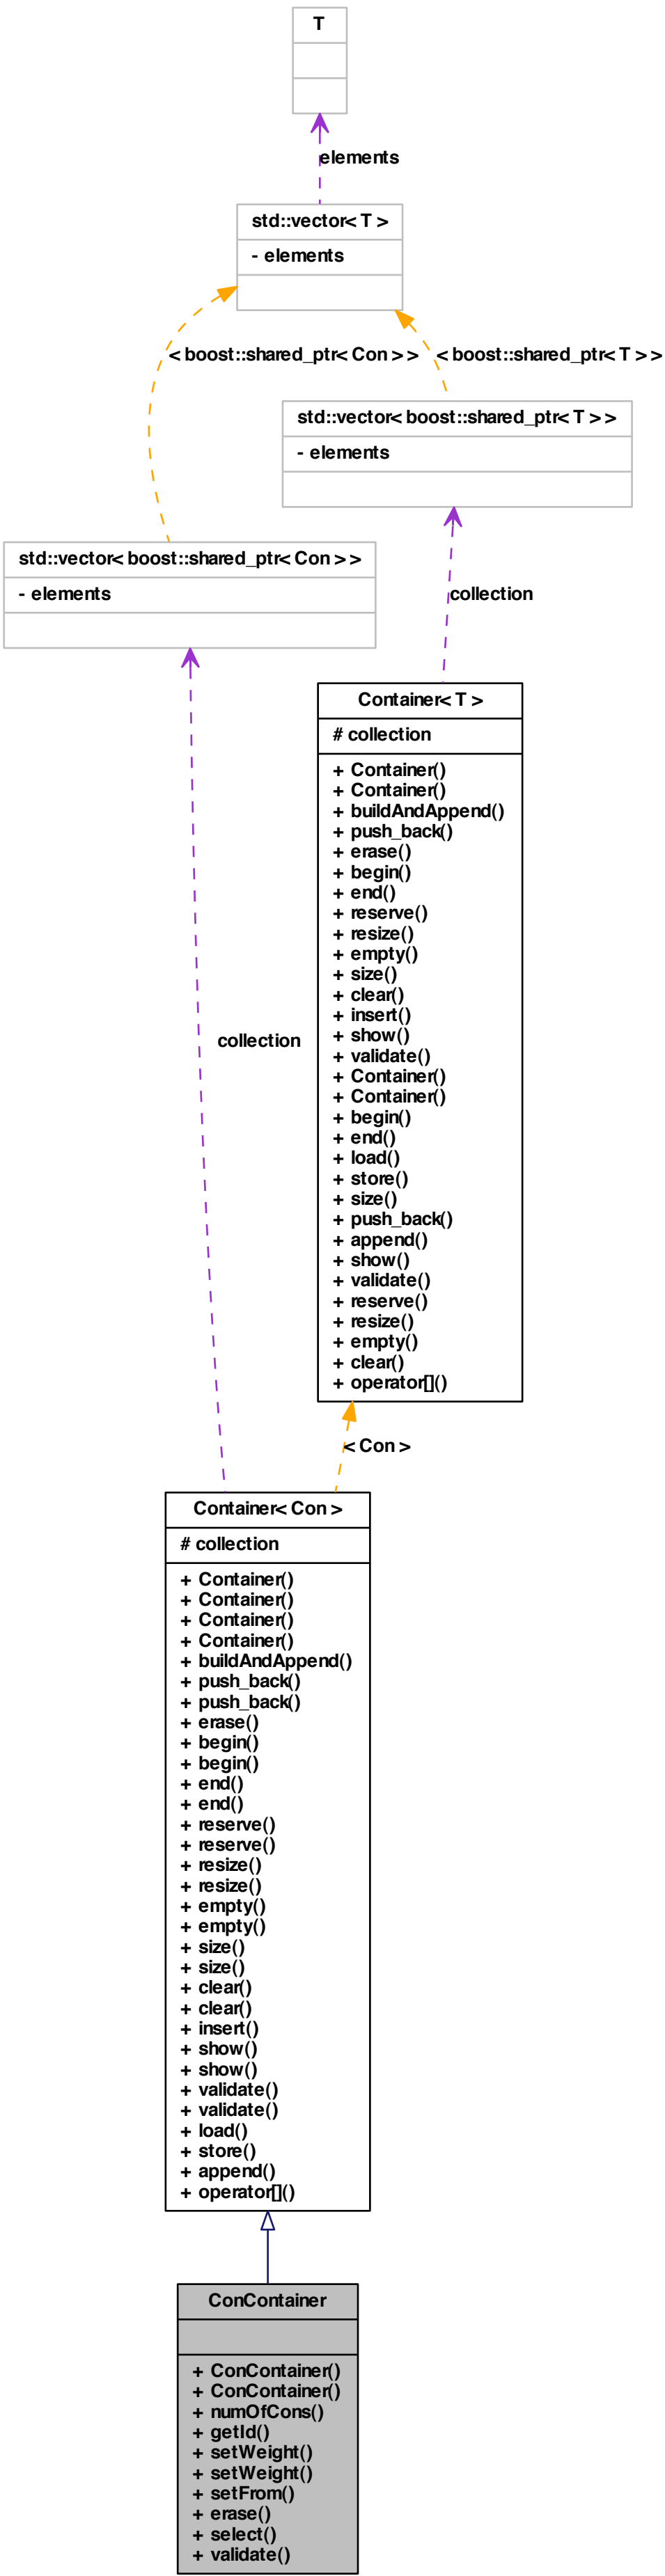 T
elements
std::vector< T >
- elements
< boost::shared_ptr< Con > >
< boost::shared_ptr< T > >
std::vector< boost::shared_ptr< T > >
- elements
std::vector< boost::shared_ptr< Con > >
- elements
collection
Container< T >
# collection
+ Container()
+ Container()
+ buildAndAppend()
+ push_back()
+ erase()
+ begin()
+ end()
+ reserve()
+ resize()
+ empty()
+ size()
+ clear()
+ insert()
+ show()
+ validate()
+ Container()
+ Container()
+ begin()
+ end()
+ load()
+ store()
+ size()
+ push_back()
+ append()
+ show()
+ validate()
+ reserve()
+ resize()
+ empty()
+ clear()
+ operator[]()
collection
< Con >
Container< Con >
# collection
+ Container()
+ Container()
+ Container()
+ Container()
+ buildAndAppend()
+ push_back()
+ push_back()
+ erase()
+ begin()
+ begin()
+ end()
+ end()
+ reserve()
+ reserve()
+ resize()
+ resize()
+ empty()
+ empty()
+ size()
+ size()
+ clear()
+ clear()
+ insert()
+ show()
+ show()
+ validate()
+ validate()
+ load()
+ store()
+ append()
+ operator[]()
ConContainer
+ ConContainer()
+ ConContainer()
+ numOfCons()
+ getId()
+ setWeight()
+ setWeight()
+ setFrom()
+ erase()
+ select()
+ validate()